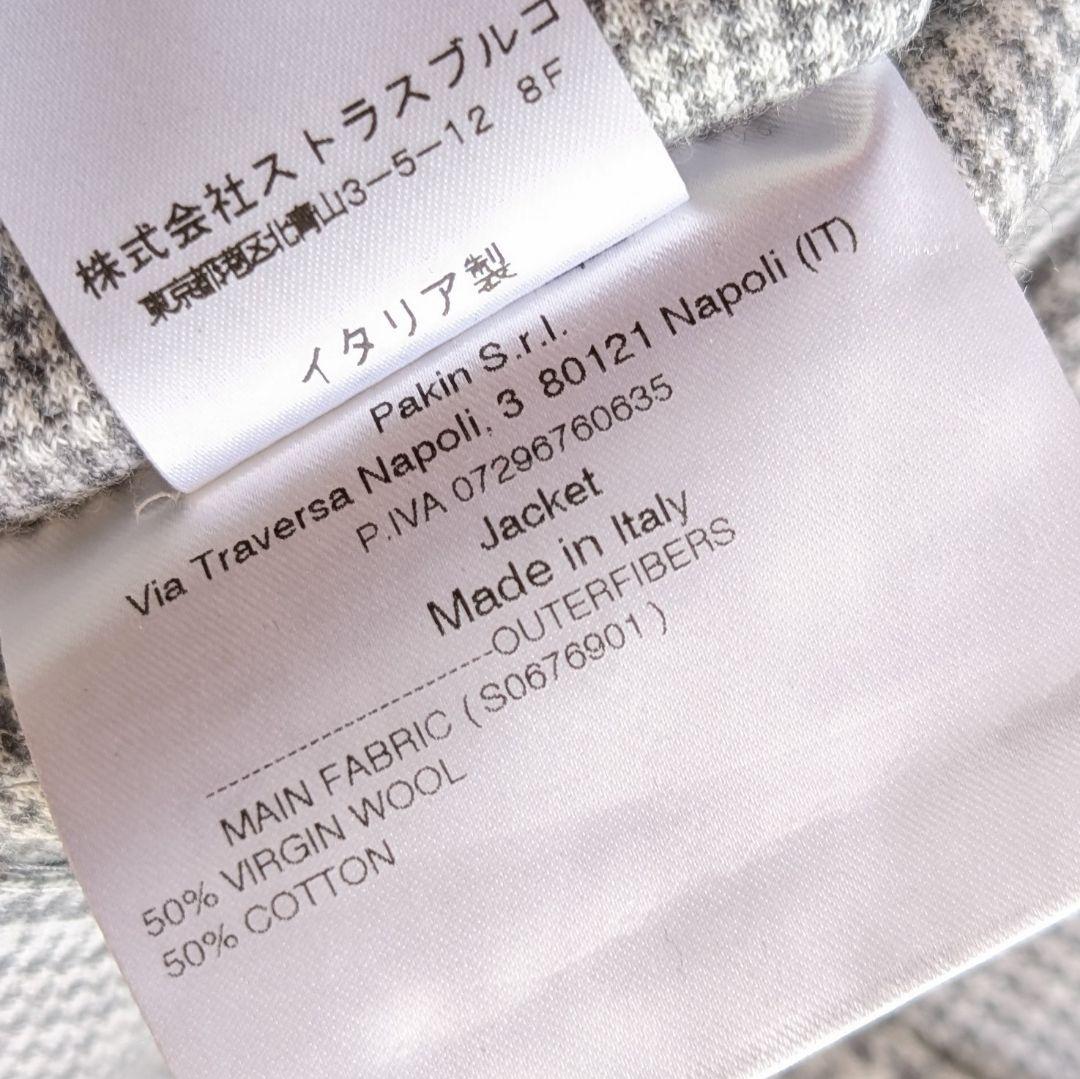 株式会社ストラスブルゴ
東京都港区北青山3-5-12 8F
イタリア製
Pakin S.r.l.
Via Traversa Napoli, 3 80121 Napoli (IT)
P.IVA 07296760635
Jacket
Made in Italy
--------------------OUTERFIBERS
MAIN FABRIC ( S0676901 )
50% VIRGIN WOOL
50% COTTON